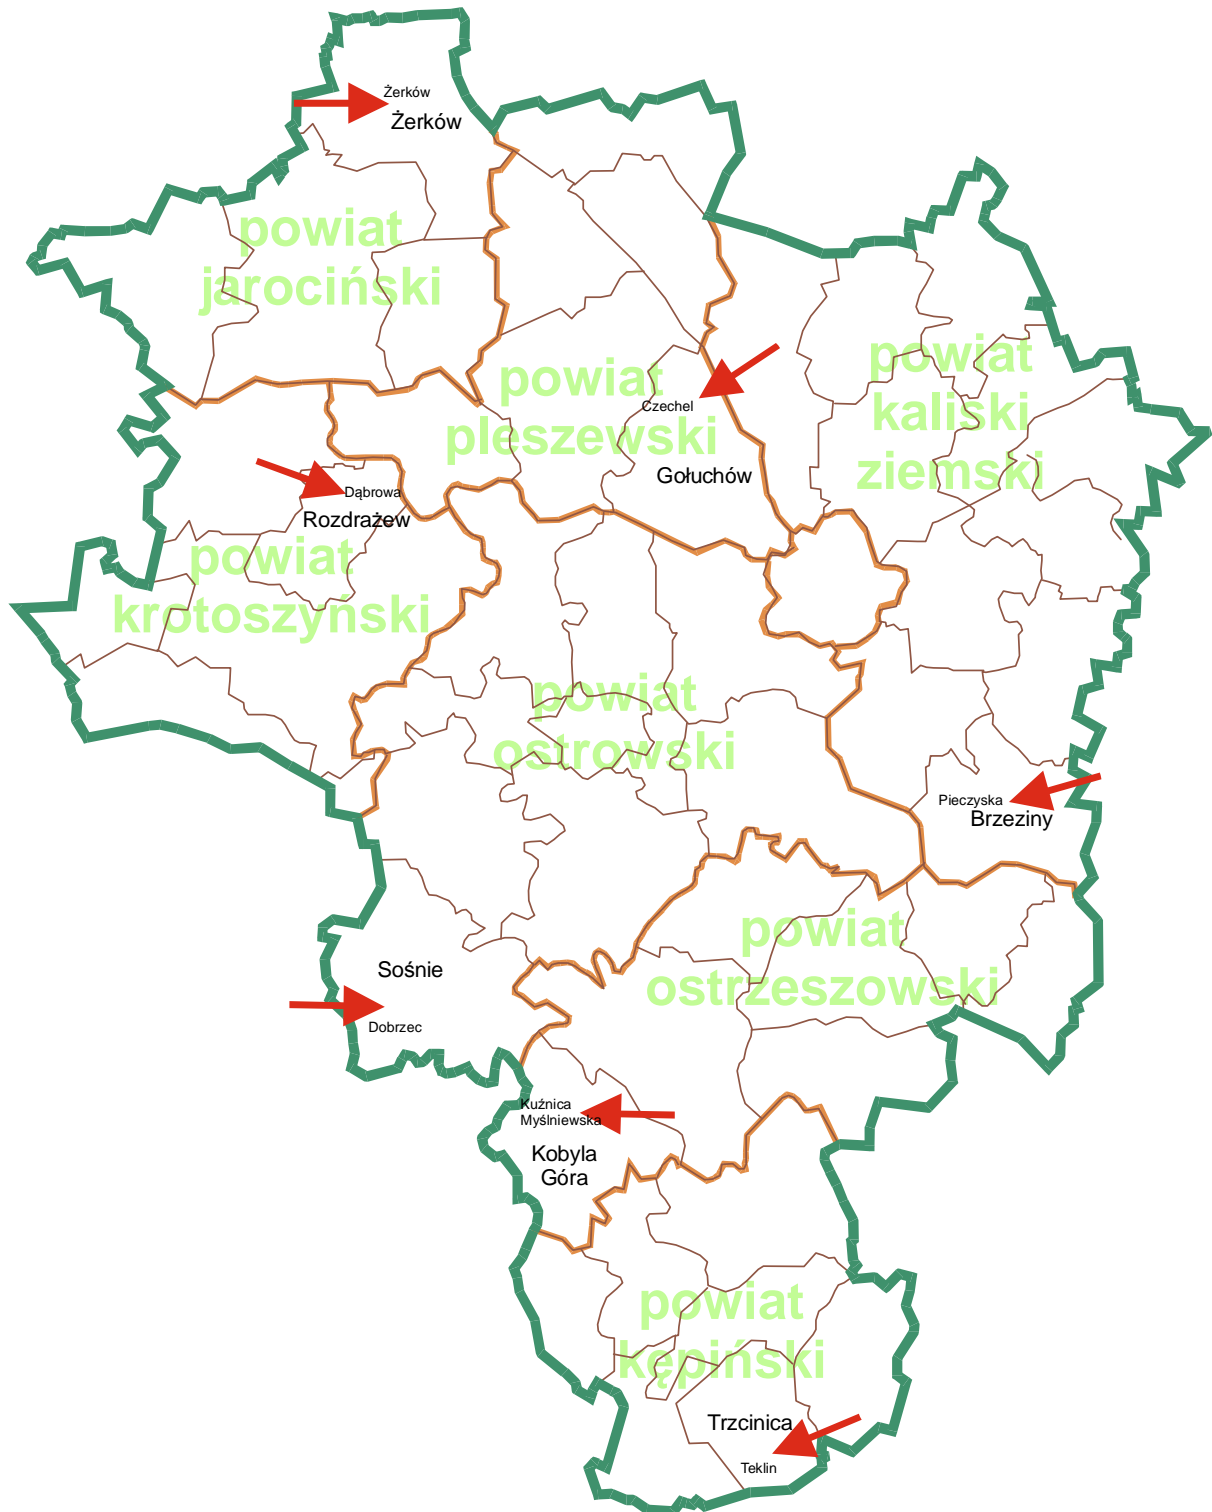 Żerków
Żerków
powiat
jarociński
powiat
pleszewski
Czechel
Gołuchów
powiat
kaliski
ziemski
Dąbrowa
Rozdrażew
powiat
krotoszyński
powiat
ostrowski
Pieczyska
Brzeziny
Sośnie
Dobrzec
powiat
ostrzeszowski
Kuźnica
Myślniewska
Kobyla
Góra
powiat
kępiński
Trzcinica
Teklin